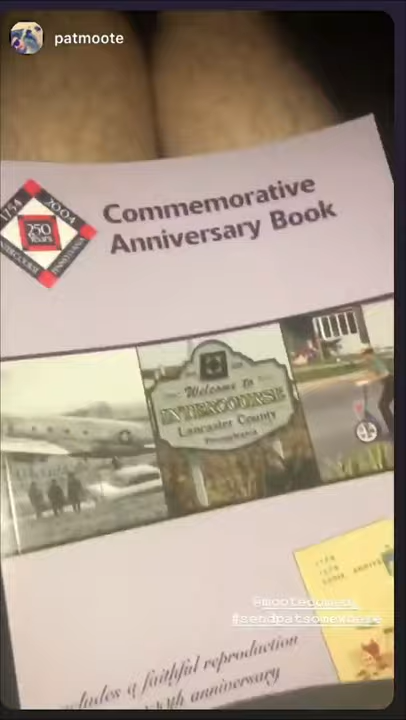 patmoote
1754 2004
250
Years
INTERCOURSE PENNSYLVANIA
Commemorative
Anniversary Book
Welcome to
INTERCOURSE
Lancaster County
Pennsylvania
#sendpatsomewhere
includes a faithful reproduction
anniversary